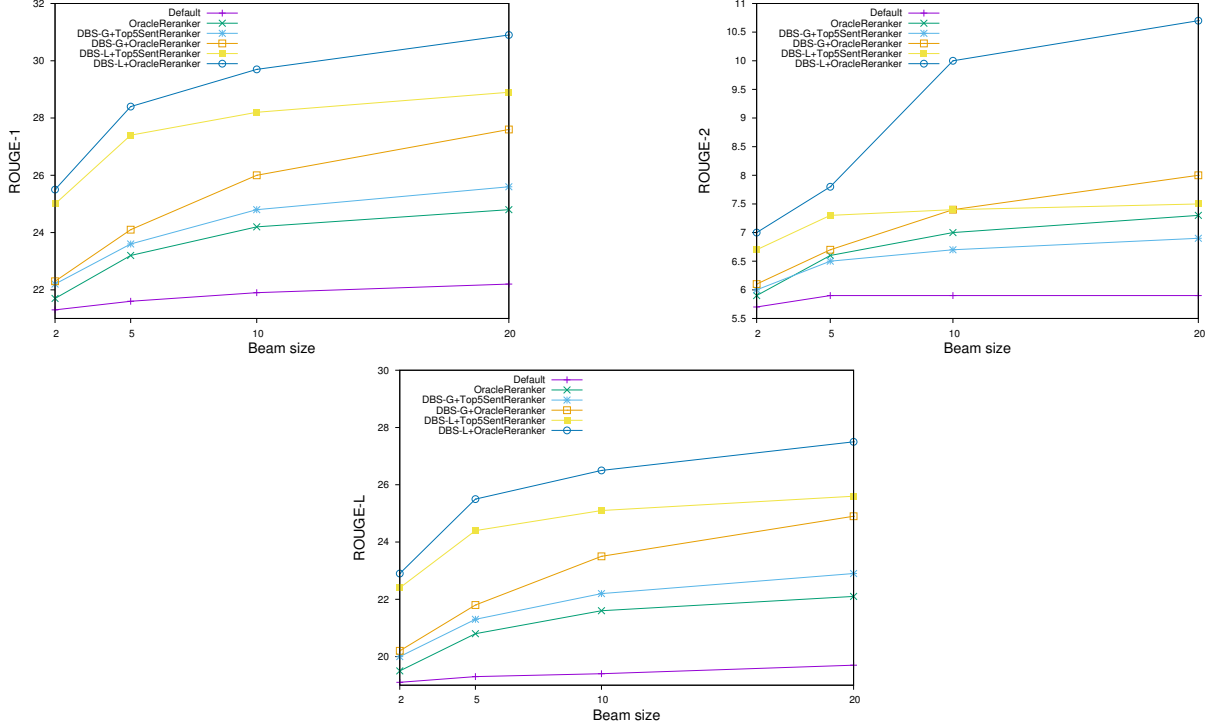 32
30
28
26
24
22
ROUGE-1
Default
OracleReranker
DBS-G+Top5SentReranker
DBS-G+OracleReranker
DBS-L+Top5SentReranker
DBS-L+OracleReranker
2 5 10 20
Beam size
11
10.5
10
9.5
9
8.5
8
7.5
7
6.5
6
5.5
ROUGE-2
Default
OracleReranker
DBS-G+Top5SentReranker
DBS-G+OracleReranker
DBS-L+Top5SentReranker
DBS-L+OracleReranker
2 5 10 20
Beam size
30
28
26
24
22
20
ROUGE-L
Default
OracleReranker
DBS-G+Top5SentReranker
DBS-G+OracleReranker
DBS-L+Top5SentReranker
DBS-L+OracleReranker
2 5 10 20
Beam size